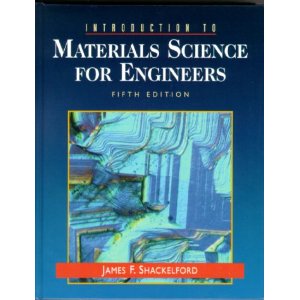 INTRODUCTION TO
MATERIALS SCIENCE
FOR ENGINEERS
FIFTH EDITION
JAMES F. SHACKELFORD